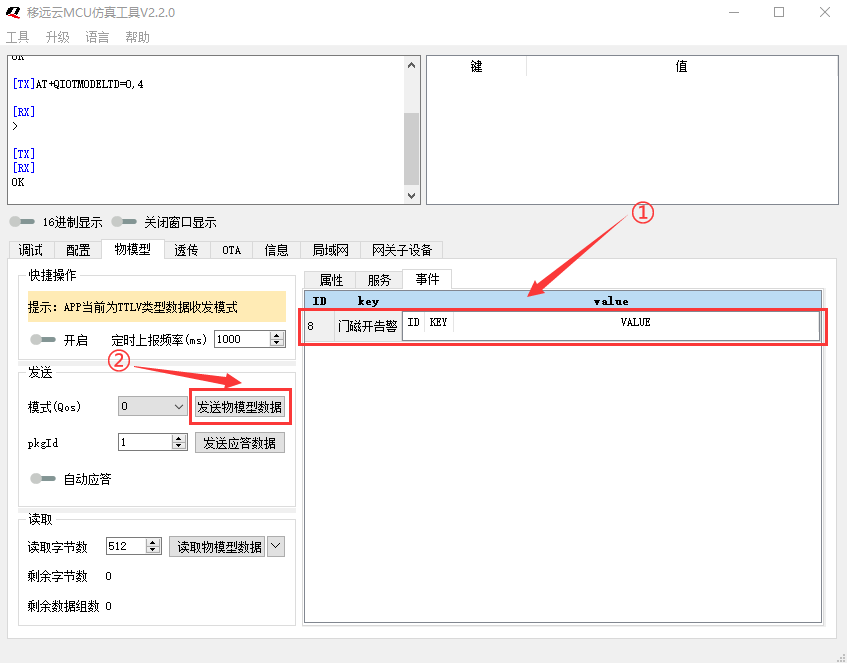 移远云MCU仿真工具V2.2.0
工具 升级 语言 帮助
OK
[TX]AT+QIOTMODELTD=0,4
[RX]
>
[TX]
[RX]
OK
键 值
16进制显示 关闭窗口显示
①
调试 配置 物模型 透传 OTA 信息 局域网 网关子设备
快捷操作
提示: APP当前为TTLV类型数据收发模式
开启 定时上报频率(ms) 1000
②
发送
模式(Qos) 0 发送物模型数据
pkgId 1 发送应答数据
自动应答
读取
读取字节数 512 读取物模型数据
剩余字节数 0
剩余数据组数 0
属性 服务 事件
ID key value
8 门磁开告警 ID KEY VALUE